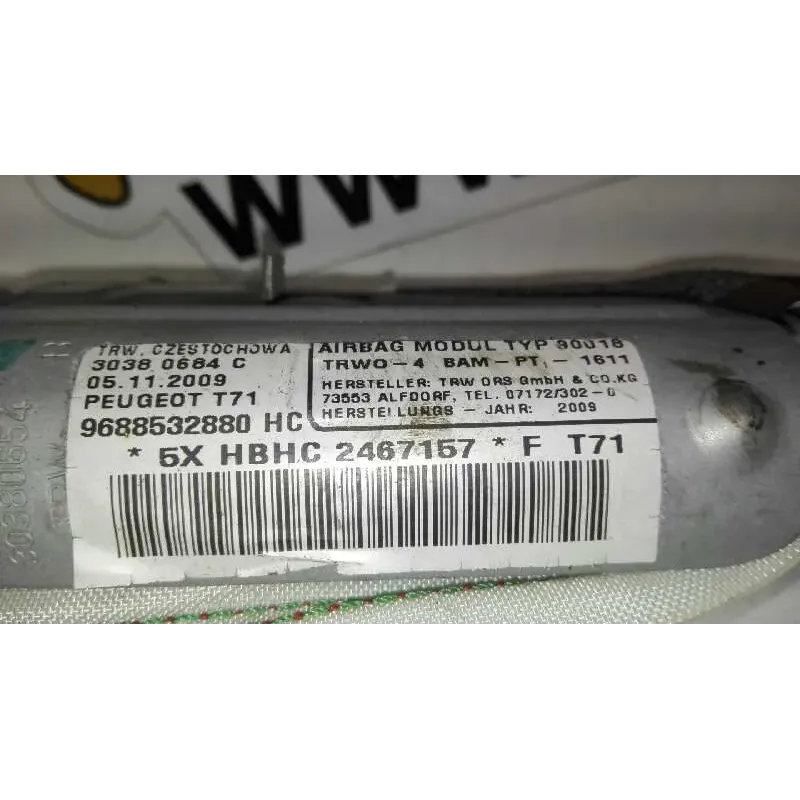 www.
TRW, CZESTOCHOWA
3038 0684 C
05.11.2009
PEUGEOT T71
9688532880 HC
AIRBAG MODUL TYP 90016
TRWO-4 BAM-PT, -1611
HERSTELLER: TRW ORS GmbH & CO.KG
73553 ALFDORF, TEL. 07172/302-0
HERSTELLUNGS - JAHR: 2009
* 5X HBHC 2467157 * F T71